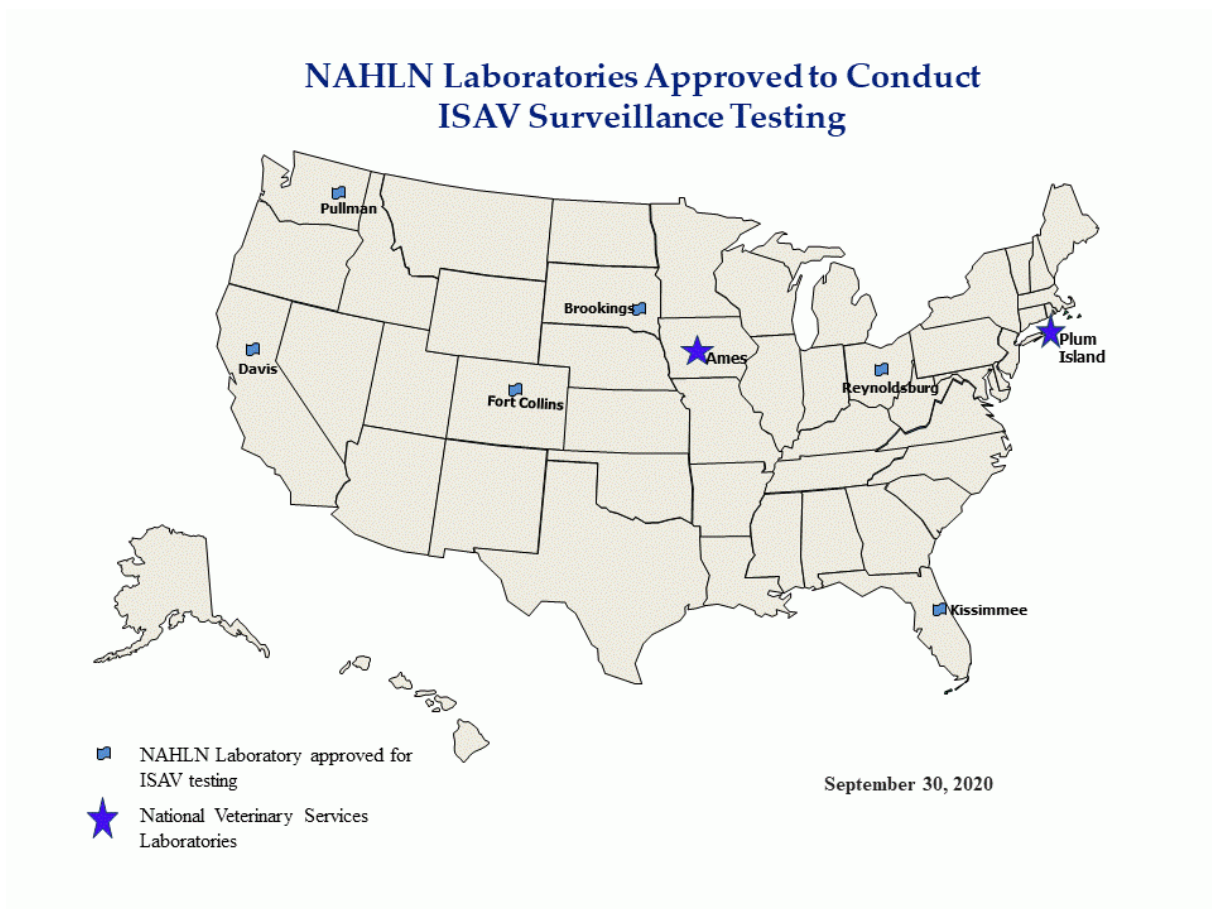 NAHLN Laboratories Approved to Conduct
ISAV Surveillance Testing
Pullman
Brookings
Ames
Plum
Island
Davis
Fort Collins
Reynoldsburg
Kissimmee
NAHLN Laboratory approved for
ISAV testing
September 30, 2020
National Veterinary Services
Laboratories